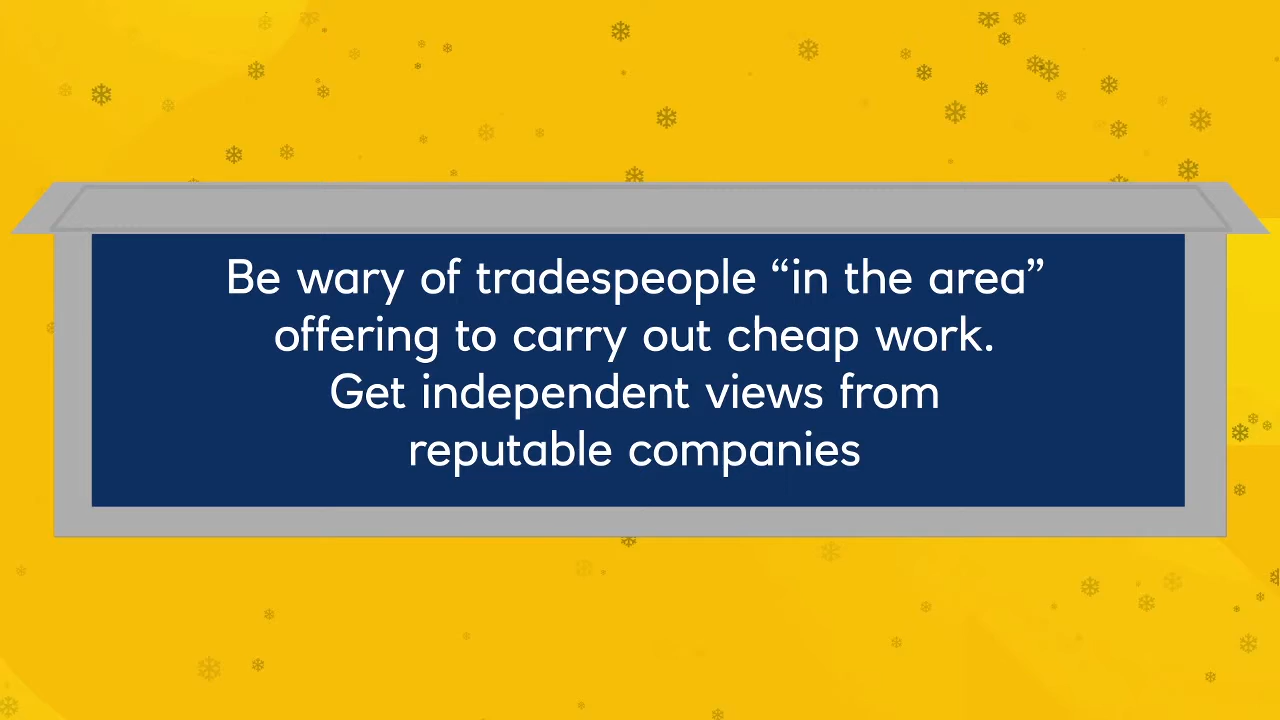 Be wary of tradespeople “in the area”
offering to carry out cheap work.
Get independent views from
reputable companies